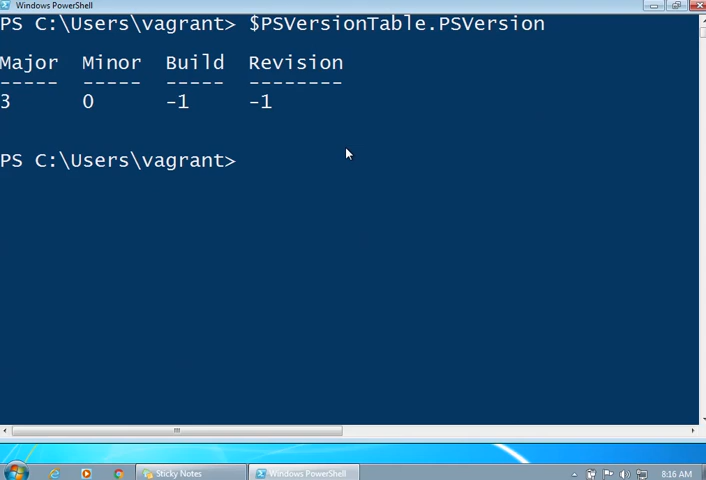 Windows PowerShell
PS C:\Users\vagrant> $PSVersionTable.PSVersion
Major Minor Build Revision
----- ----- ----- --------
3 0 -1 -1
PS C:\Users\vagrant>
Sticky Notes
Windows PowerShell
8:16 AM